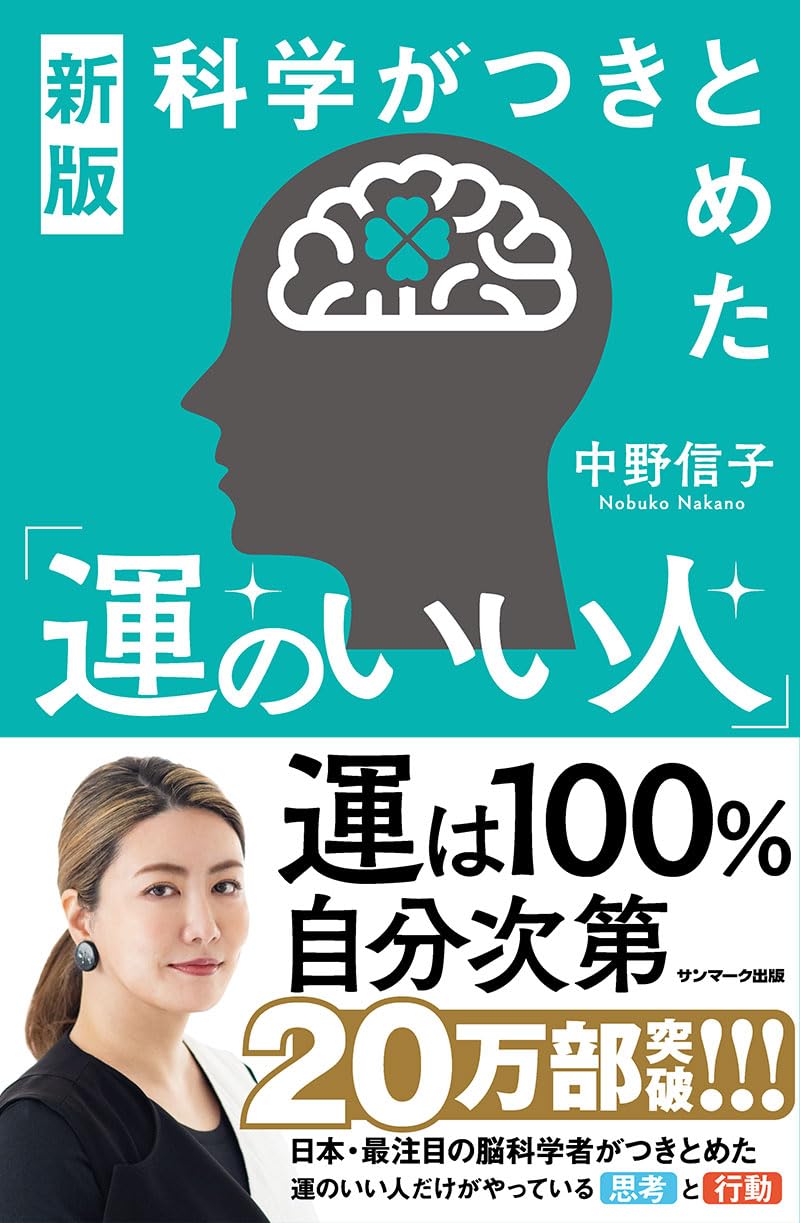 新版
科学がつきとめた
中野信子
Nobuko Nakano
「運のいい人」
運は100%
自分次第
サンマーク出版
20万部突破!!!
日本・最注目の脳科学者がつきとめた
運のいい人だけがやっている 思考 と 行動